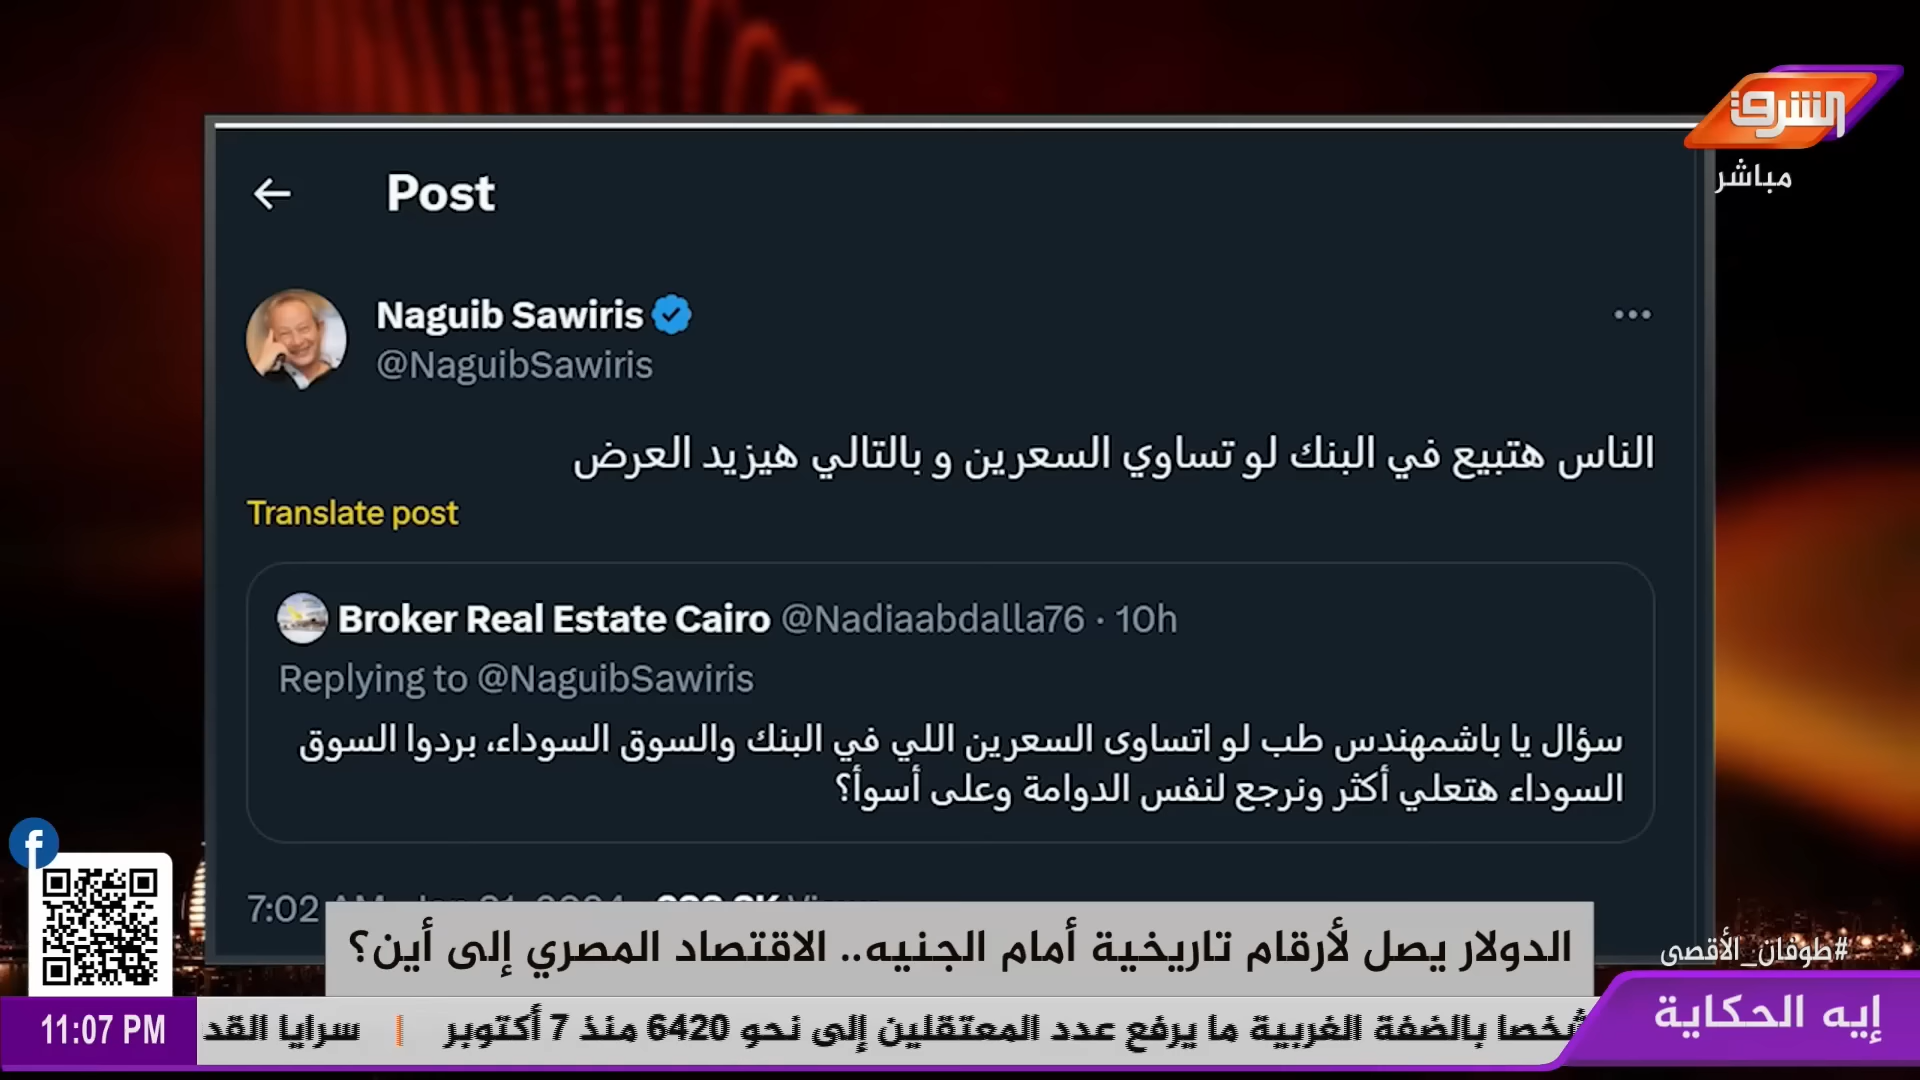 الشرق
مباشر
Post
Naguib Sawiris
@NaguibSawiris
الناس هتبيع في البنك لو تساوي السعرين و بالتالي هيزيد العرض
Translate post
Broker Real Estate Cairo @Nadiaabdalla76 · 10h
Replying to @NaguibSawiris
سؤال يا باشمهندس طب لو اتساوى السعرين اللي في البنك والسوق السوداء، بردوا السوق
السوداء هتعلي أكثر ونرجع لنفس الدوامة وعلى أسوأ؟
7:02
الدولار يصل لأرقام تاريخية أمام الجنيه.. الاقتصاد المصري إلى أين؟
#طوفان_الأقصى
إيه الحكاية
شخصا بالضفة الغربية ما يرفع عدد المعتقلين إلى نحو 6420 منذ 7 أكتوبر | سرايا القد
11:07 PM